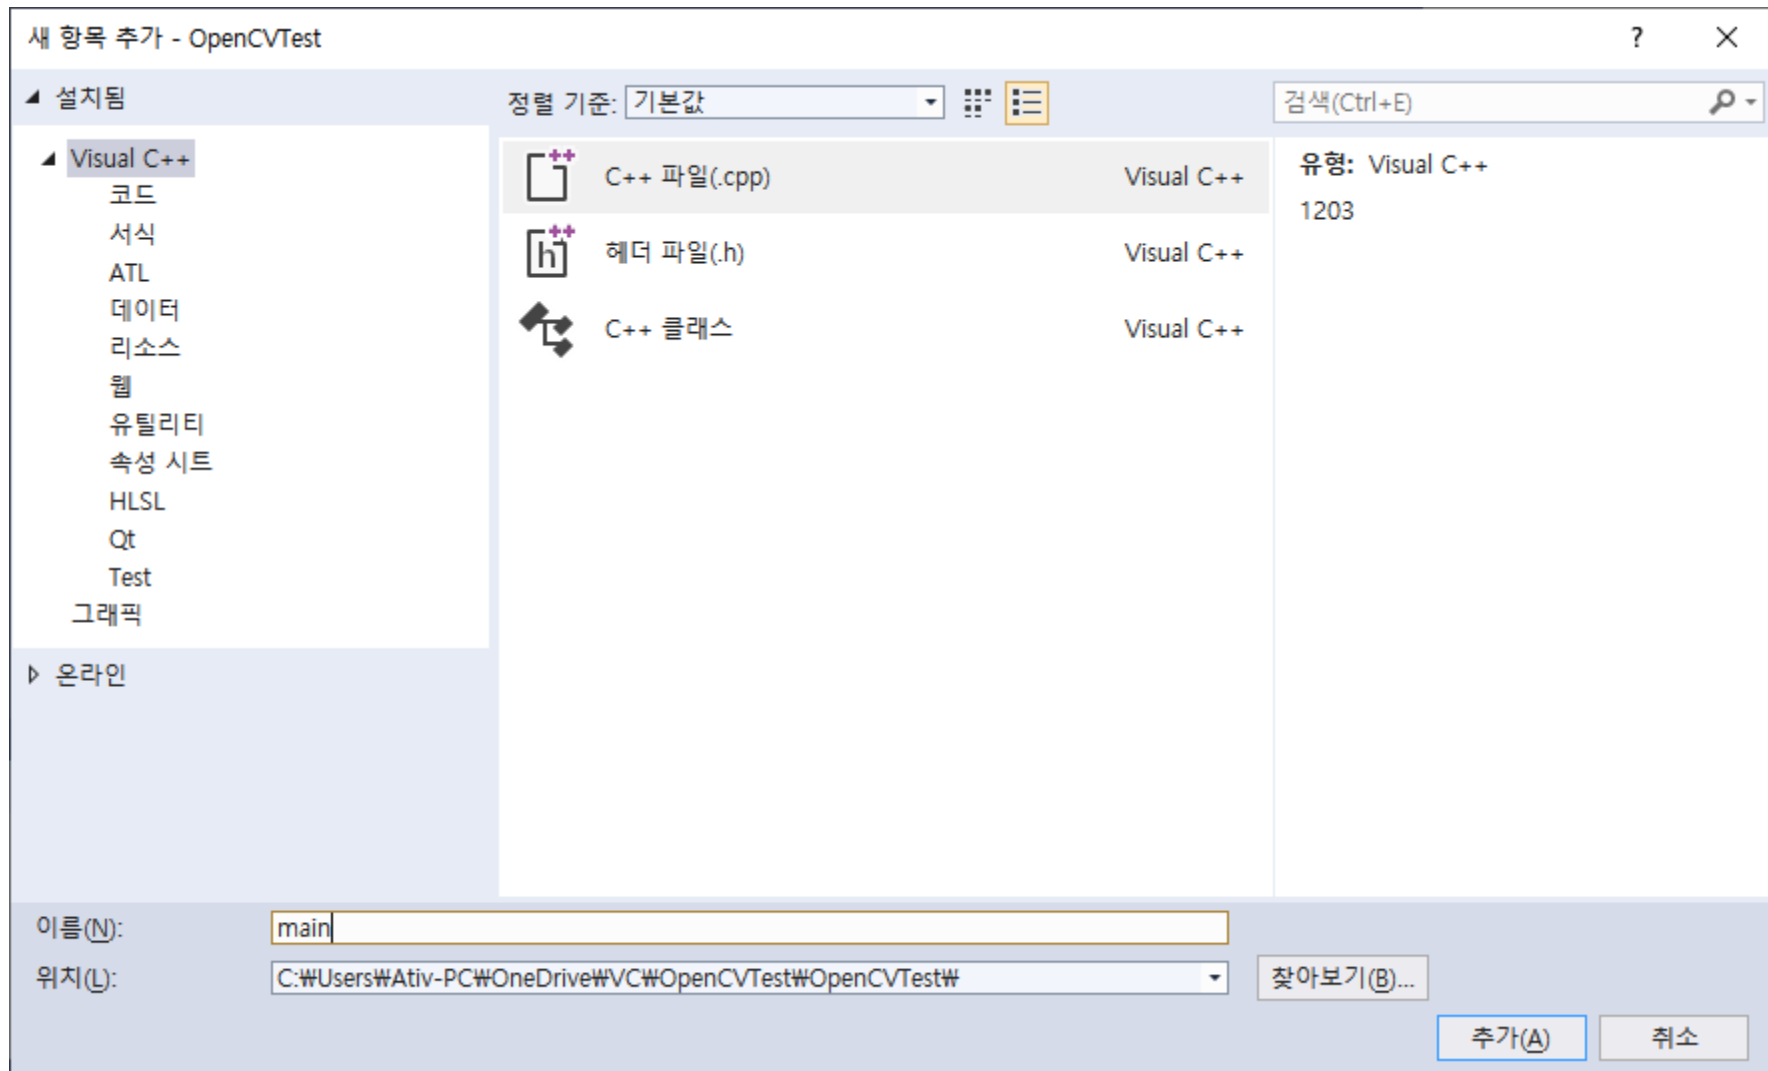 새 항목 추가 - OpenCVTest
?
설치됨
정렬 기준: 기본값
검색(Ctrl+E)
Visual C++
코드
서식
ATL
데이터
리소스
웹
유틸리티
속성 시트
HLSL
Qt
Test
그래픽
온라인
C++ 파일(.cpp) Visual C++
헤더 파일(.h) Visual C++
C++ 클래스 Visual C++
유형: Visual C++
1203
이름(N): main
위치(L): C:₩Users₩Ativ-PC₩OneDrive₩VC₩OpenCVTest₩OpenCVTest₩ 찾아보기(B)...
추가(A) 취소